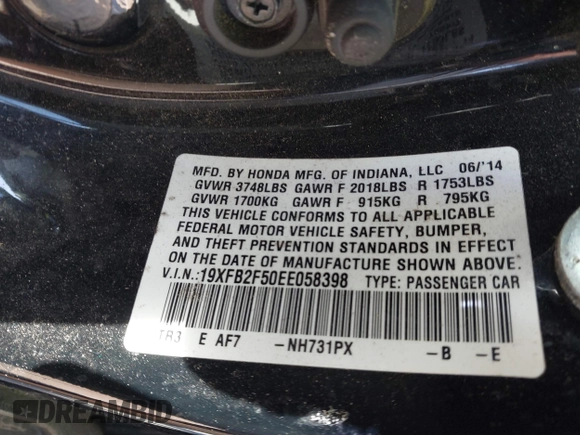 MFD. BY HONDA MFG. OF INDIANA, LLC 06/'14
GVWR 3748LBS GAWR F 2018LBS R 1753LBS
GVWR 1700KG GAWR F 915KG R 795KG
THIS VEHICLE CONFORMS TO ALL APPLICABLE
FEDERAL MOTOR VEHICLE SAFETY, BUMPER,
AND THEFT PREVENTION STANDARDS IN EFFECT
ON THE DATE OF MANUFACTURE SHOWN ABOVE.
V.I.N.:19XFB2F50EE058398 TYPE: PASSENGER CAR
TR3 E AF7 -NH731PX -B -E
DREAMBID